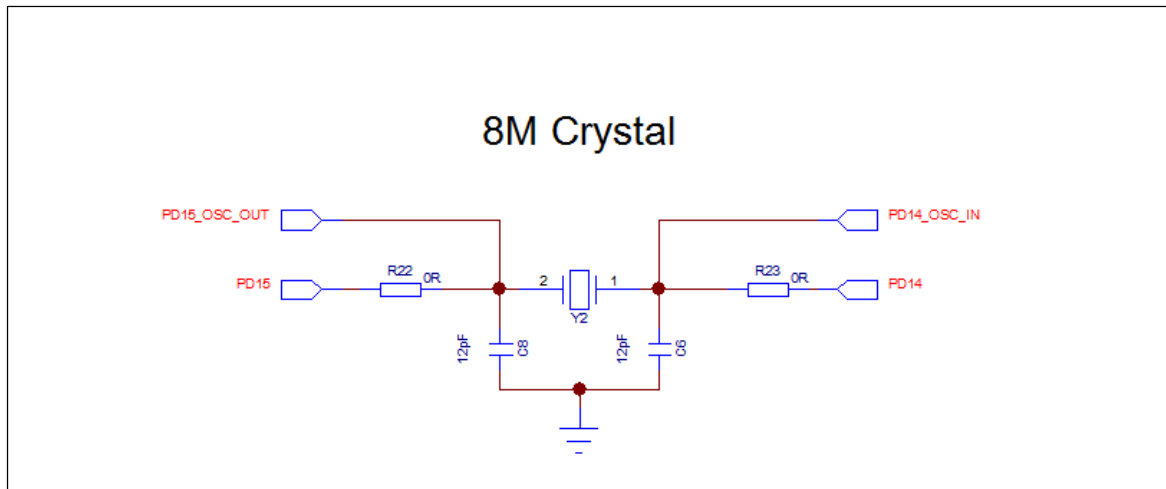 8M Crystal
PD15_OSC_OUT
PD14_OSC_IN
PD15
R22
0R
2
1
R23
0R
PD14
Y2
12pF
C8
12pF
C6